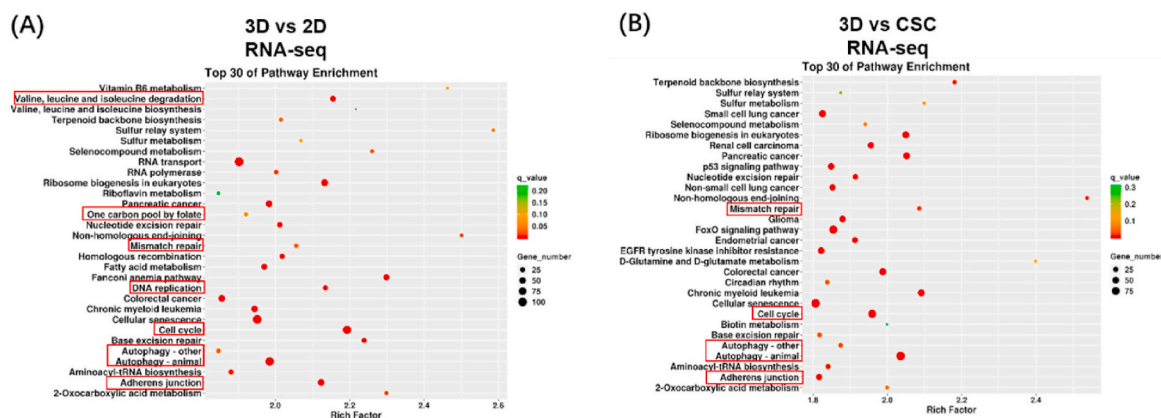 (A)
3D vs 2D
RNA-seq
Top 30 of Pathway Enrichment
Vitamin B6 metabolism
Valine, leucine and isoleucine degradation
Valine, leucine and isoleucine biosynthesis
Terpenoid backbone biosynthesis
Sulfur relay system
Sulfur metabolism
Selenocompound metabolism
RNA transport
RNA polymerase
Ribosome biogenesis in eukaryotes
Riboflavin metabolism
Pancreatic cancer
One carbon pool by folate
Nucleotide excision repair
Non-homologous end-joining
Mismatch repair
Homologous recombination
Fatty acid metabolism
Fanconi anemia pathway
DNA replication
Colorectal cancer
Chronic myeloid leukemia
Cellular senescence
Cell cycle
Base excision repair
Autophagy - other
Autophagy - animal
Aminoacyl-tRNA biosynthesis
Adherens junction
2-Oxocarboxylic acid metabolism
2.0 2.2 2.4 2.6
Rich Factor
q_value
0.20
0.15
0.10
0.05
Gene_number
25
50
75
100
(B)
3D vs CSC
RNA-seq
Top 30 of Pathway Enrichment
Terpenoid backbone biosynthesis
Sulfur relay system
Sulfur metabolism
Small cell lung cancer
Selenocompound metabolism
Ribosome biogenesis in eukaryotes
Renal cell carcinoma
Pancreatic cancer
p53 signaling pathway
Nucleotide excision repair
Non-small cell lung cancer
Non-homologous end-joining
Mismatch repair
Glioma
FoxO signaling pathway
Endometrial cancer
EGFR tyrosine kinase inhibitor resistance
D-Glutamine and D-glutamate metabolism
Colorectal cancer
Circadian rhythm
Chronic myeloid leukemia
Cellular senescence
Cell cycle
Biotin metabolism
Base excision repair
Autophagy - other
Autophagy - animal
Aminoacyl-tRNA biosynthesis
Adherens junction
2-Oxocarboxylic acid metabolism
1.8 2.0 2.2 2.4
Rich Factor
q_value
0.3
0.2
0.1
Gene_number
25
50
75